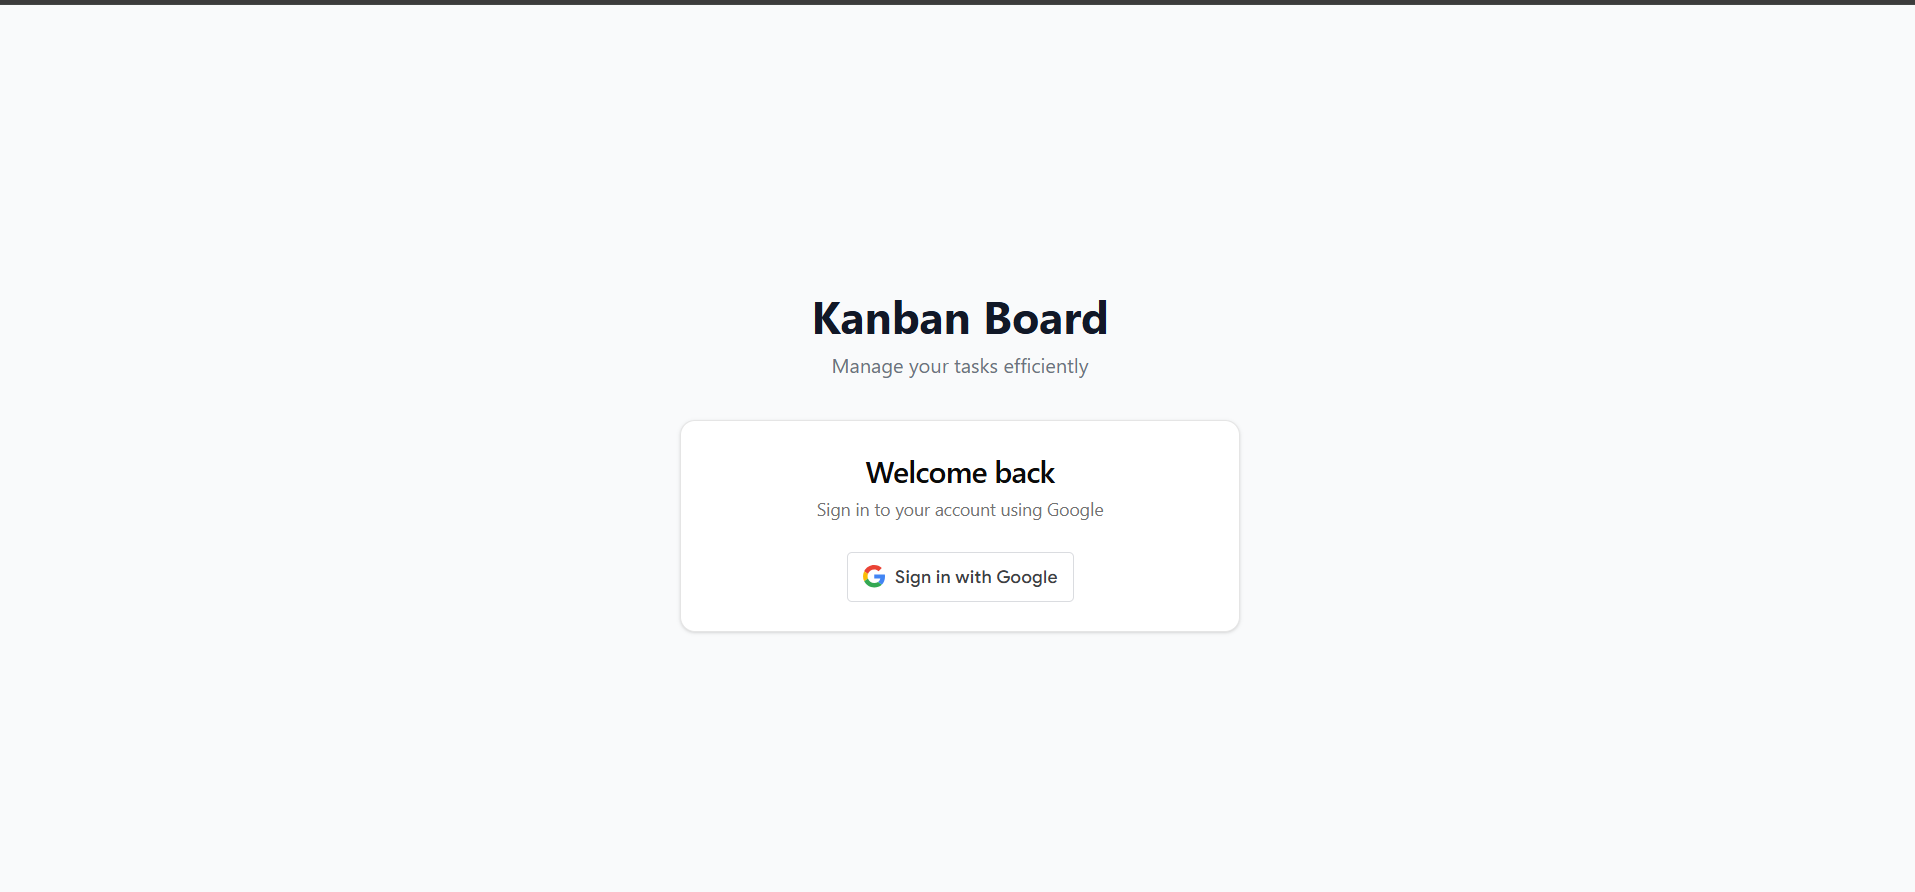 Kanban Board
Manage your tasks efficiently
Welcome back
Sign in to your account using Google
Sign in with Google